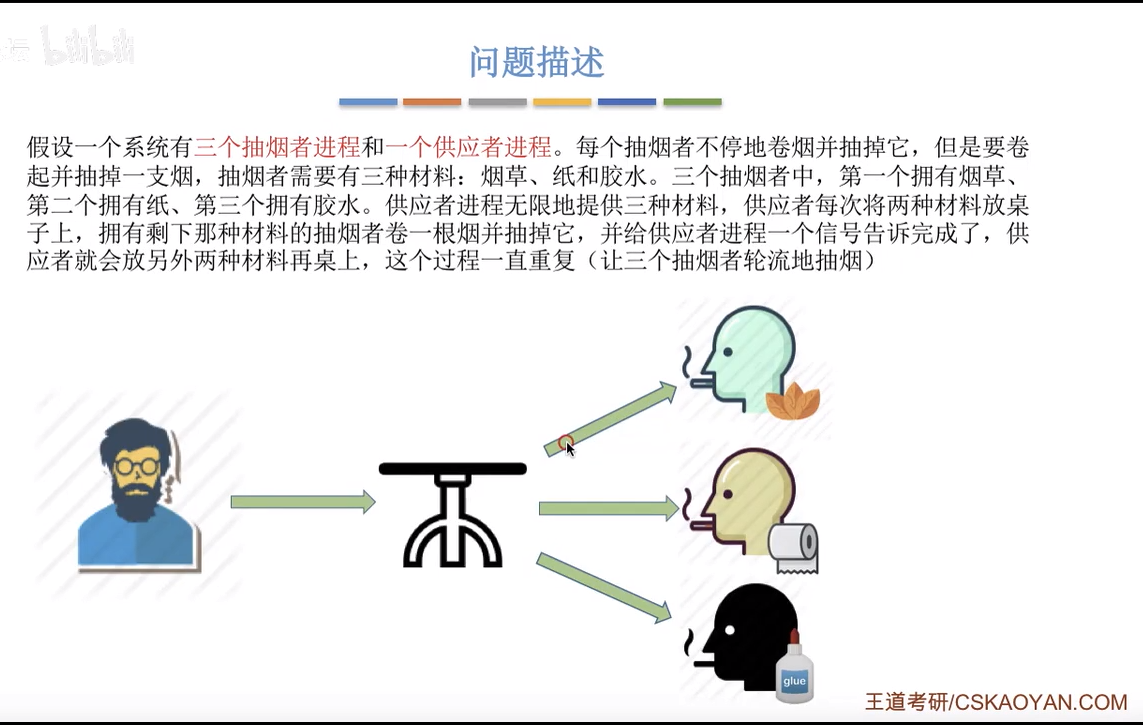 bilibili
问题描述
假设一个系统有三个抽烟者进程和一个供应者进程。每个抽烟者不停地卷烟并抽掉它，但是要卷
起并抽掉一支烟，抽烟者需要有三种材料：烟草、纸和胶水。三个抽烟者中，第一个拥有烟草、
第二个拥有纸、第三个拥有胶水。供应者进程无限地提供三种材料，供应者每次将两种材料放桌
子上，拥有剩下那种材料的抽烟者卷一根烟并抽掉它，并给供应者进程一个信号告诉完成了，供
应者就会放另外两种材料再桌上，这个过程一直重复（让三个抽烟者轮流地抽烟）
glue
王道考研/CSKAOYAN.COM